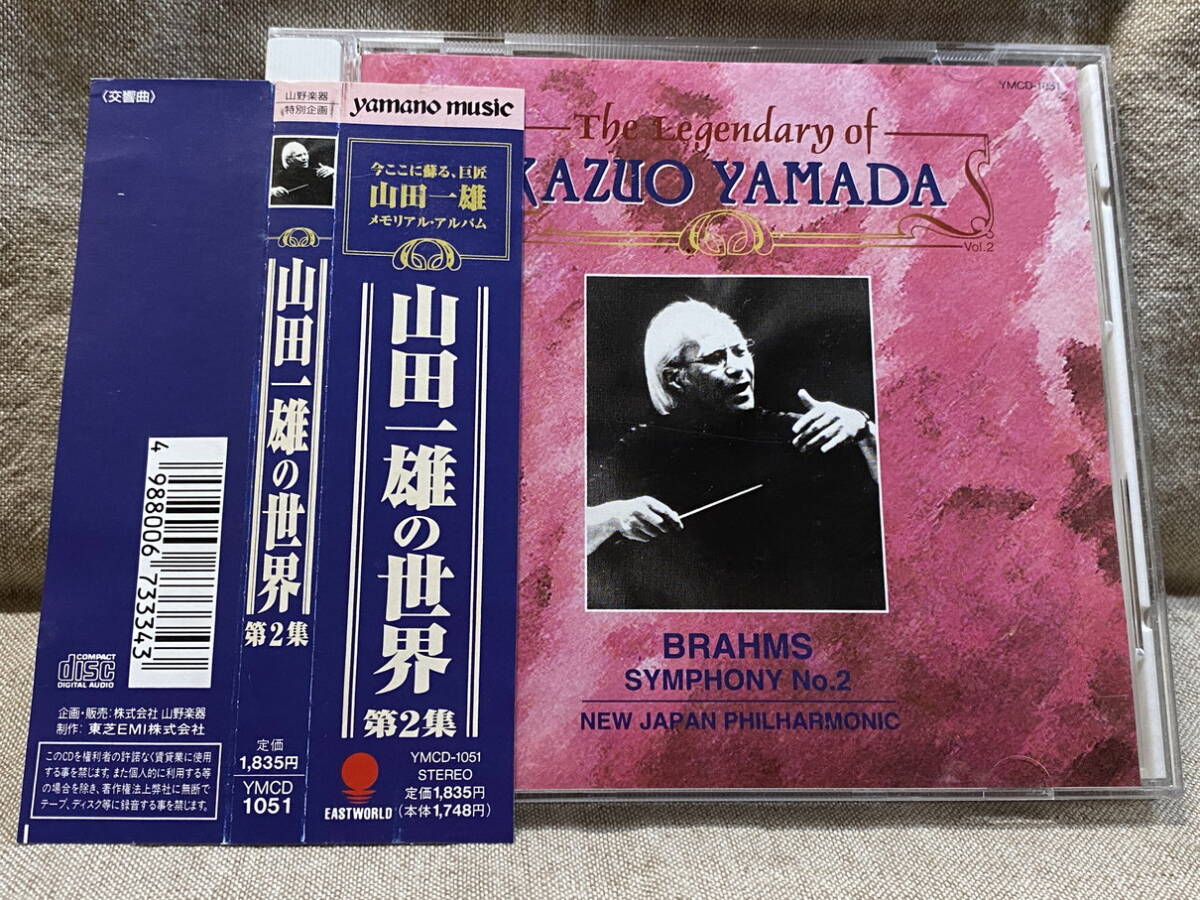 〈交響曲〉
4 988006 733343
COMPACT
disc
DIGITAL AUDIO
企画・販売:株式会社 山野楽器
制作:東芝EMI株式会社
このCDを権利者の許諾なく賃貸業に使用
する事を禁じます。また個人的に利用する等
の場合を除き、著作権法上弊社に無断で
テープ、ディスク等に録音する事を禁じます。
山野楽器
特別企画
山田一雄の世界
第2集
定価
1,835円
YMCD
1051
yamano music
今ここに蘇る、巨匠
山田一雄
メモリアル・アルバム
山田一雄の世界
第2集
YMCD-1051
STEREO
定価1,835円
(本体1,748円)
EASTWORLD
YMCD-1051
The Legendary of
KAZUO YAMADA
Vol.2
BRAHMS
SYMPHONY No.2
NEW JAPAN PHILHARMONIC